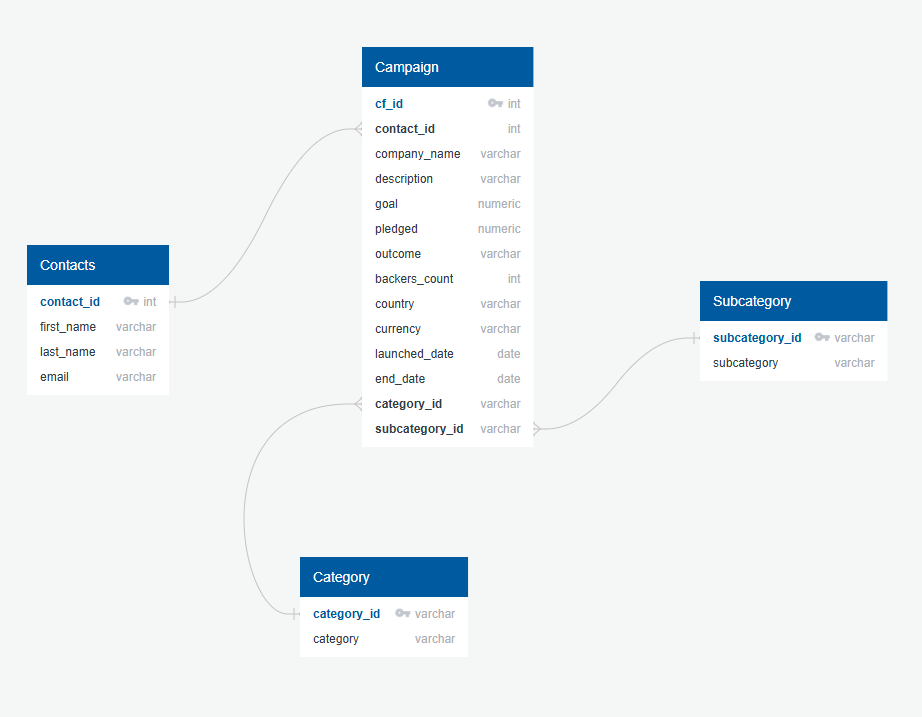 Campaign
cf_id int
contact_id int
company_name varchar
description varchar
goal numeric
pledged numeric
outcome varchar
backers_count int
country varchar
currency varchar
launched_date date
end_date date
category_id varchar
subcategory_id varchar
Contacts
contact_id int
first_name varchar
last_name varchar
email varchar
Subcategory
subcategory_id varchar
subcategory varchar
Category
category_id varchar
category varchar